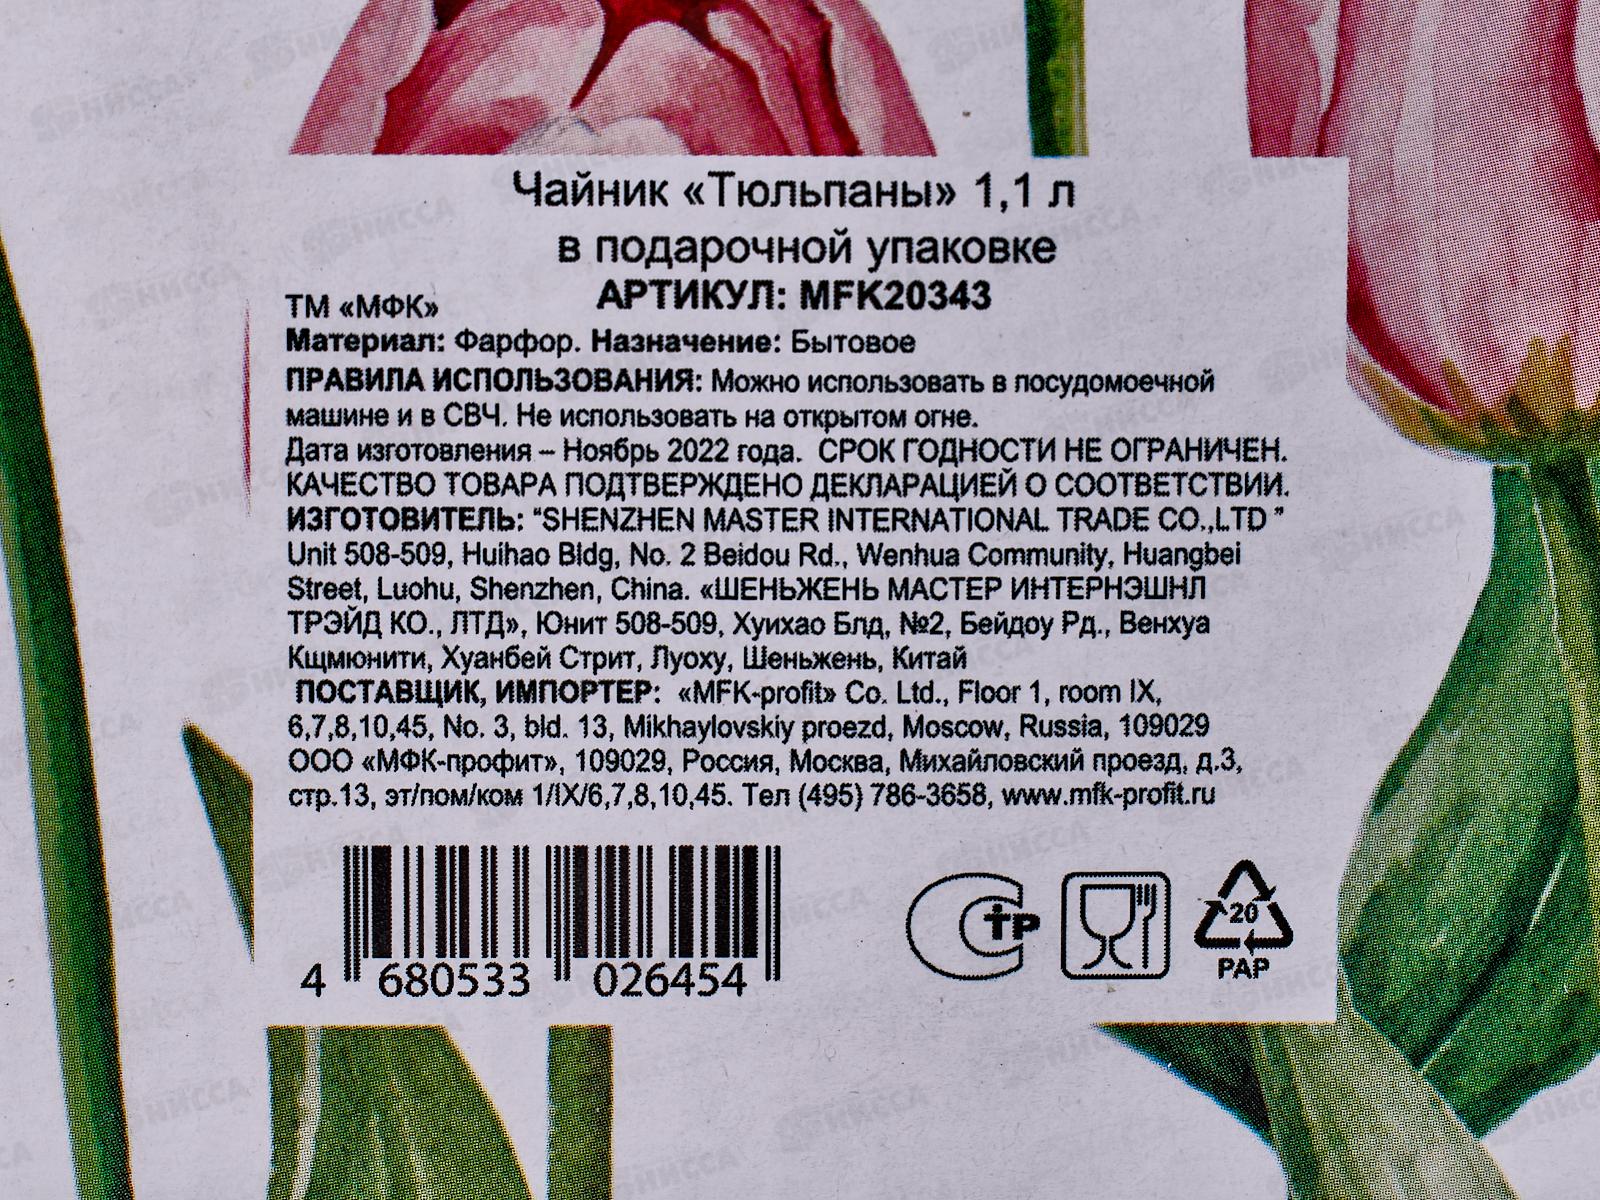 Чайник «Тюльпаны» 1,1 л
в подарочной упаковке
АРТИКУЛ: MFK20343
ТМ «МФК»
Материал: Фарфор. Назначение: Бытовое
ПРАВИЛА ИСПОЛЬЗОВАНИЯ: Можно использовать в посудомоечной
машине и в СВЧ. Не использовать на открытом огне.
Дата изготовления – Ноябрь 2022 года. СРОК ГОДНОСТИ НЕ ОГРАНИЧЕН.
КАЧЕСТВО ТОВАРА ПОДТВЕРЖДЕНО ДЕКЛАРАЦИЕЙ О СООТВЕТСТВИИ.
ИЗГОТОВИТЕЛЬ: “SHENZHEN MASTER INTERNATIONAL TRADE CO.,LTD ”
Unit 508-509, Huihao Bldg, No. 2 Beidou Rd., Wenhua Community, Huangbei
Street, Luohu, Shenzhen, China. «ШЕНЬЖЕНЬ МАСТЕР ИНТЕРНЭШНЛ
ТРЭЙД КО., ЛТД», Юнит 508-509, Хуихао Блд, №2, Бейдоу Рд., Венхуа
Кщмюнити, Хуанбей Стрит, Луоху, Шеньжень, Китай
ПОСТАВЩИК, ИМПОРТЕР: «MFK-profit» Co. Ltd., Floor 1, room IX,
6,7,8,10,45, No. 3, bld. 13, Mikhaylovskiy proezd, Moscow, Russia, 109029
ООО «МФК-профит», 109029, Россия, Москва, Михайловский проезд, д.3,
стр.13, эт/пом/ком 1/IX/6,7,8,10,45. Тел (495) 786-3658, www.mfk-profit.ru
4 680533 026454
СТР
20
PAP